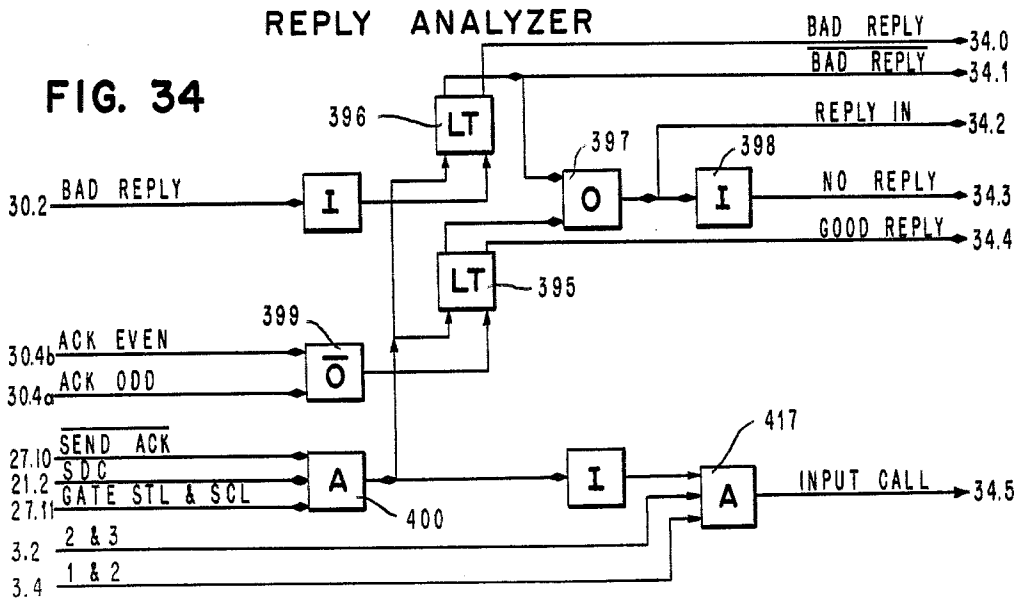 REPLY ANALYZER
FIG. 34
BAD REPLY 34.0
BAD REPLY 34.1
396
LT
REPLY IN 34.2
397
398
30.2 BAD REPLY
I
O
I
NO REPLY 34.3
GOOD REPLY 34.4
LT
395
399
30.4b ACK EVEN
O
30.4a ACK ODD
417
27.10 SEND ACK
21.2 SDC
A
I
27.11 GATE STL & SCL
400
A
INPUT CALL 34.5
3.2 2 & 3
3.4 1 & 2